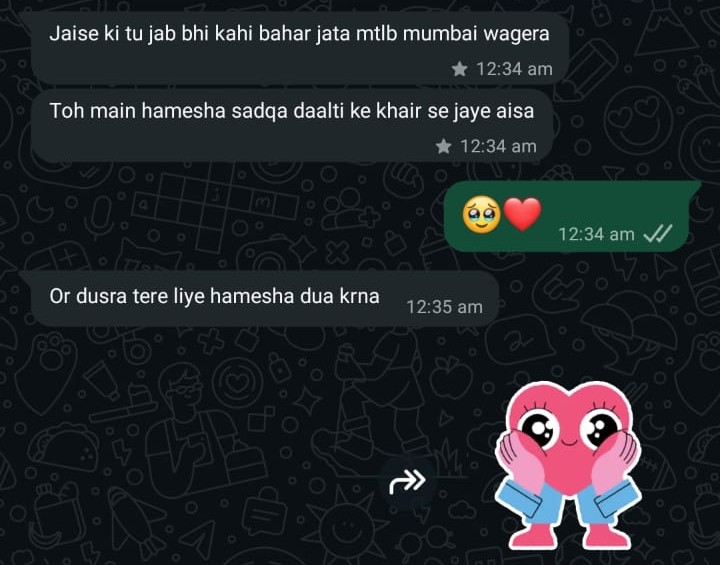 Jaise ki tu jab bhi kahi bahar jata mtlb mumbai wagera
12:34 am
Toh main hamesha sadqa daalti ke khair se jaye aisa
12:34 am
🥹❤️
12:34 am
Or dusra tere liye hamesha dua krna
12:35 am